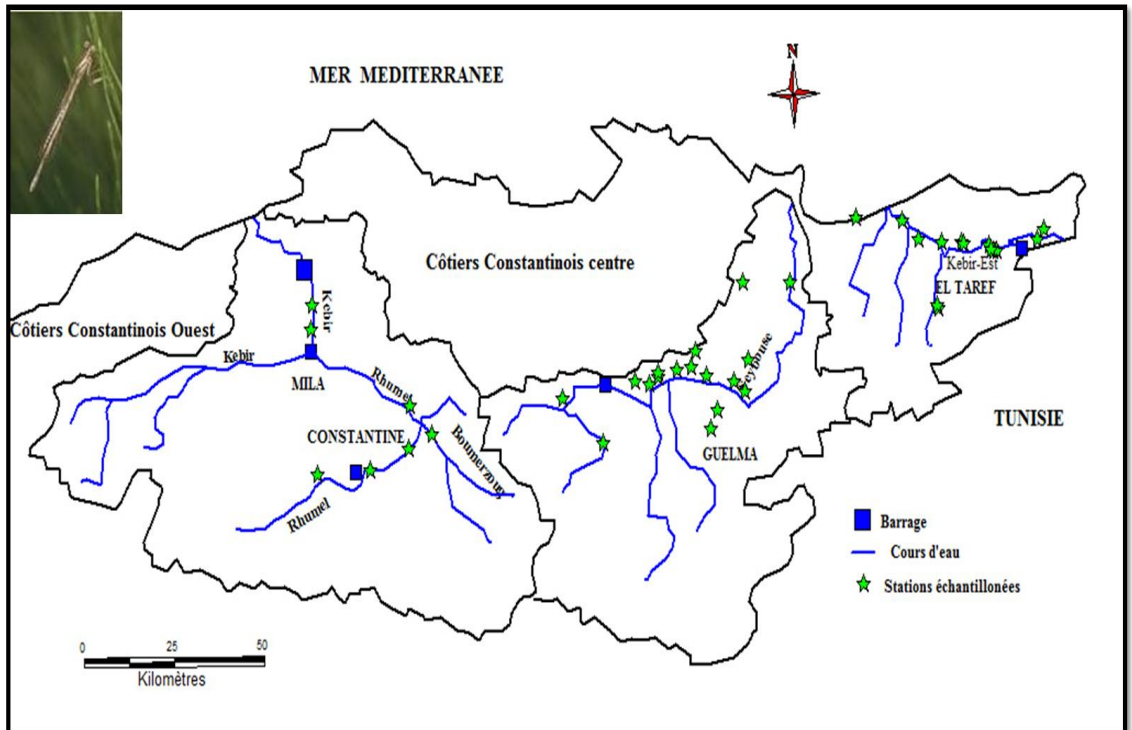 N
MER MEDITERRANEE
Côtiers Constantinois centre
Côtiers Constantinois Ouest
Kebir
Kebir
MILA
Rhumel
CONSTANTINE
Boumerzoug
Rhumel
Seybouse
GUELMA
Kebir-Est
EL TAREF
TUNISIE
Barrage
Cours d'eau
Stations échantillonées
0 25 50
Kilomètres